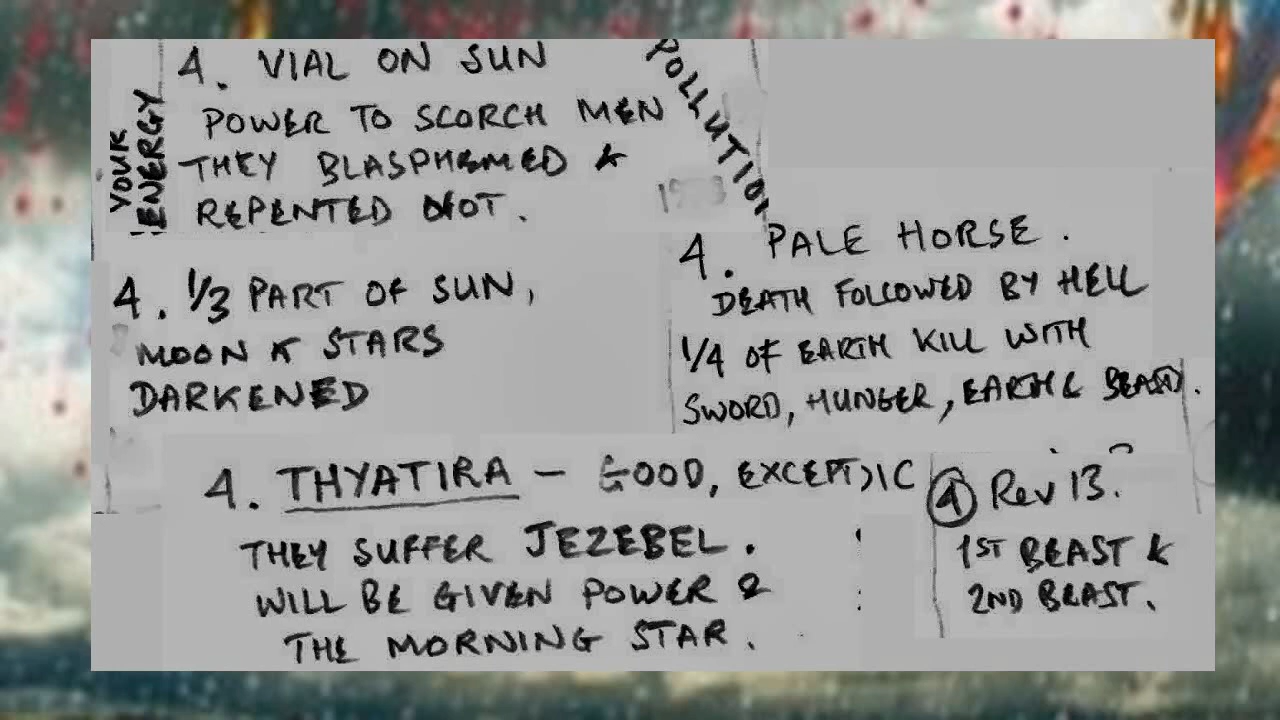 4. VIAL ON SUN
POWER TO SCORCH MEN
THEY BLASPHEMED &
REPENTED NOT.
YOUR
ENERGY
POLLUTION
4. 1/3 PART OF SUN,
MOON & STARS
DARKENED
4. PALE HORSE.
DEATH FOLLOWED BY HELL
1/4 OF EARTH KILL WITH
SWORD, HUNGER, EARTH &
4. THYATIRA – GOOD, EXCEPT
THEY SUFFER JEZEBEL.
WILL BE GIVEN POWER &
THE MORNING STAR.
4 Rev 13.
1ST BEAST &
2ND BEAST.